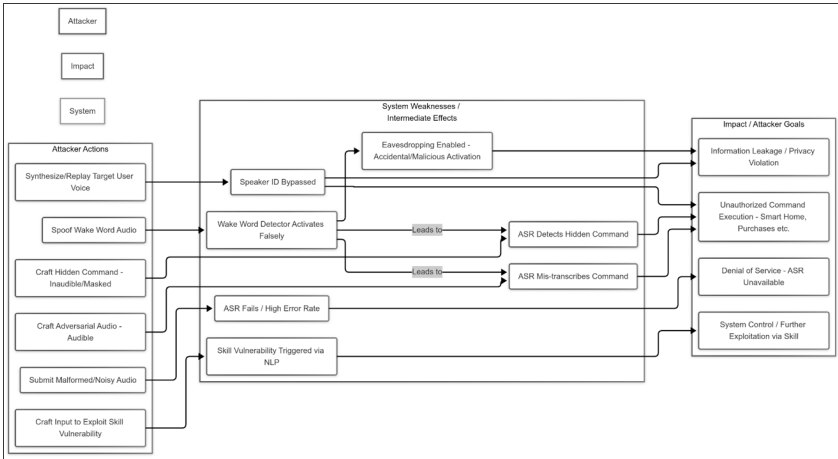 Attacker
Impact
System
Attacker Actions
Synthesize/Replay Target User
Voice
Spoof Wake Word Audio
Craft Hidden Command -
Inaudible/Masked
Craft Adversarial Audio -
Audible
Submit Malformed/Noisy Audio
Craft Input to Exploit Skill
Vulnerability
System Weaknesses /
Intermediate Effects
Eavesdropping Enabled -
Accidental/Malicious Activation
Speaker ID Bypassed
Wake Word Detector Activates
Falsely
Leads to
ASR Detects Hidden Command
Leads to
ASR Mis-transcribes Command
ASR Fails / High Error Rate
Skill Vulnerability Triggered via
NLP
Impact / Attacker Goals
Information Leakage / Privacy
Violation
Unauthorized Command
Execution - Smart Home,
Purchases etc.
Denial of Service - ASR
Unavailable
System Control / Further
Exploitation via Skill